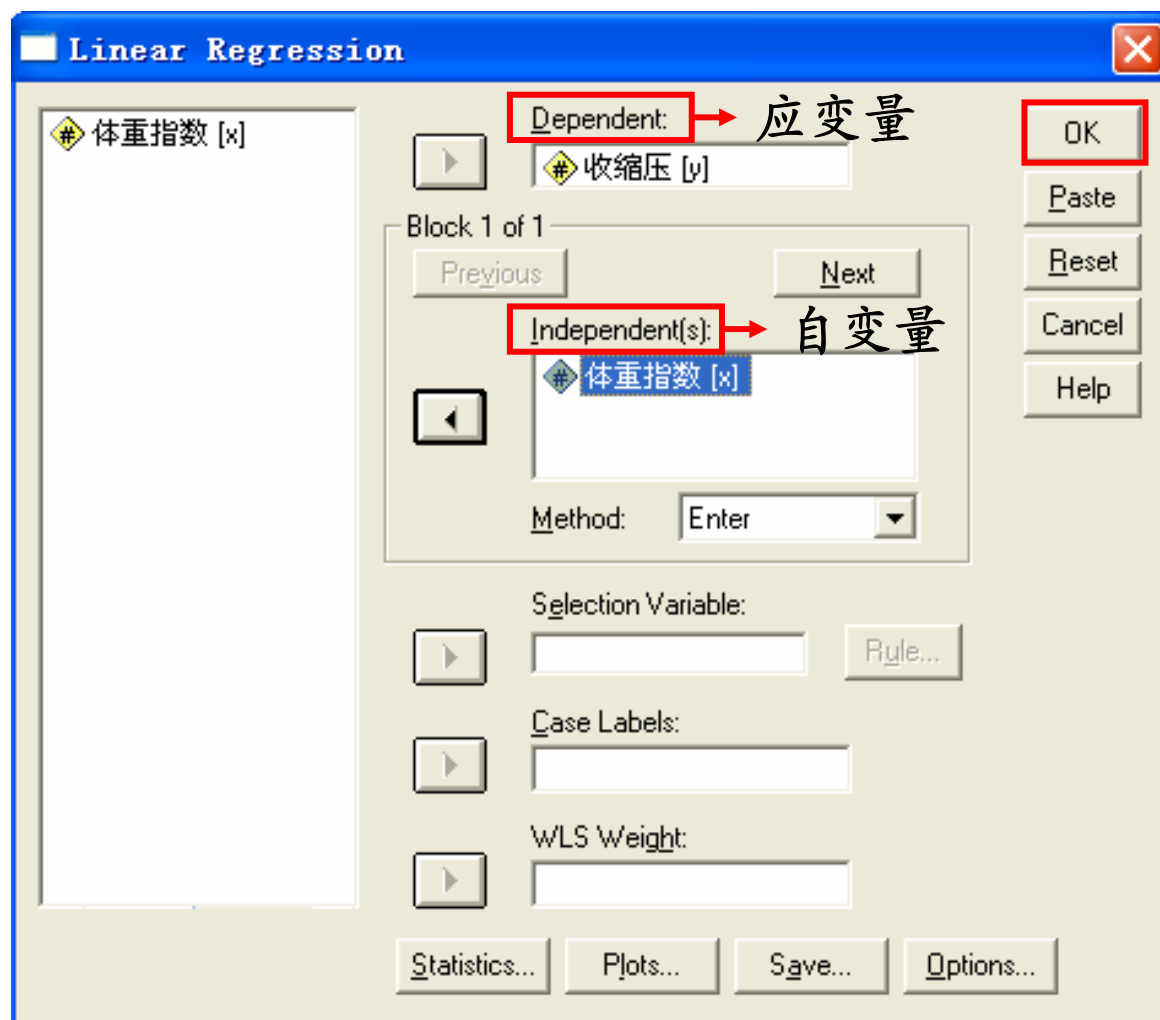 Linear Regression
体重指数 [x]
Dependent: 应变量
收缩压 [y]
Block 1 of 1
Previous Next
Independent(s): 自变量
体重指数 [x]
Method: Enter
Selection Variable:
Rule...
Case Labels:
WLS Weight:
Statistics... Plots... Save... Options...
OK
Paste
Reset
Cancel
Help